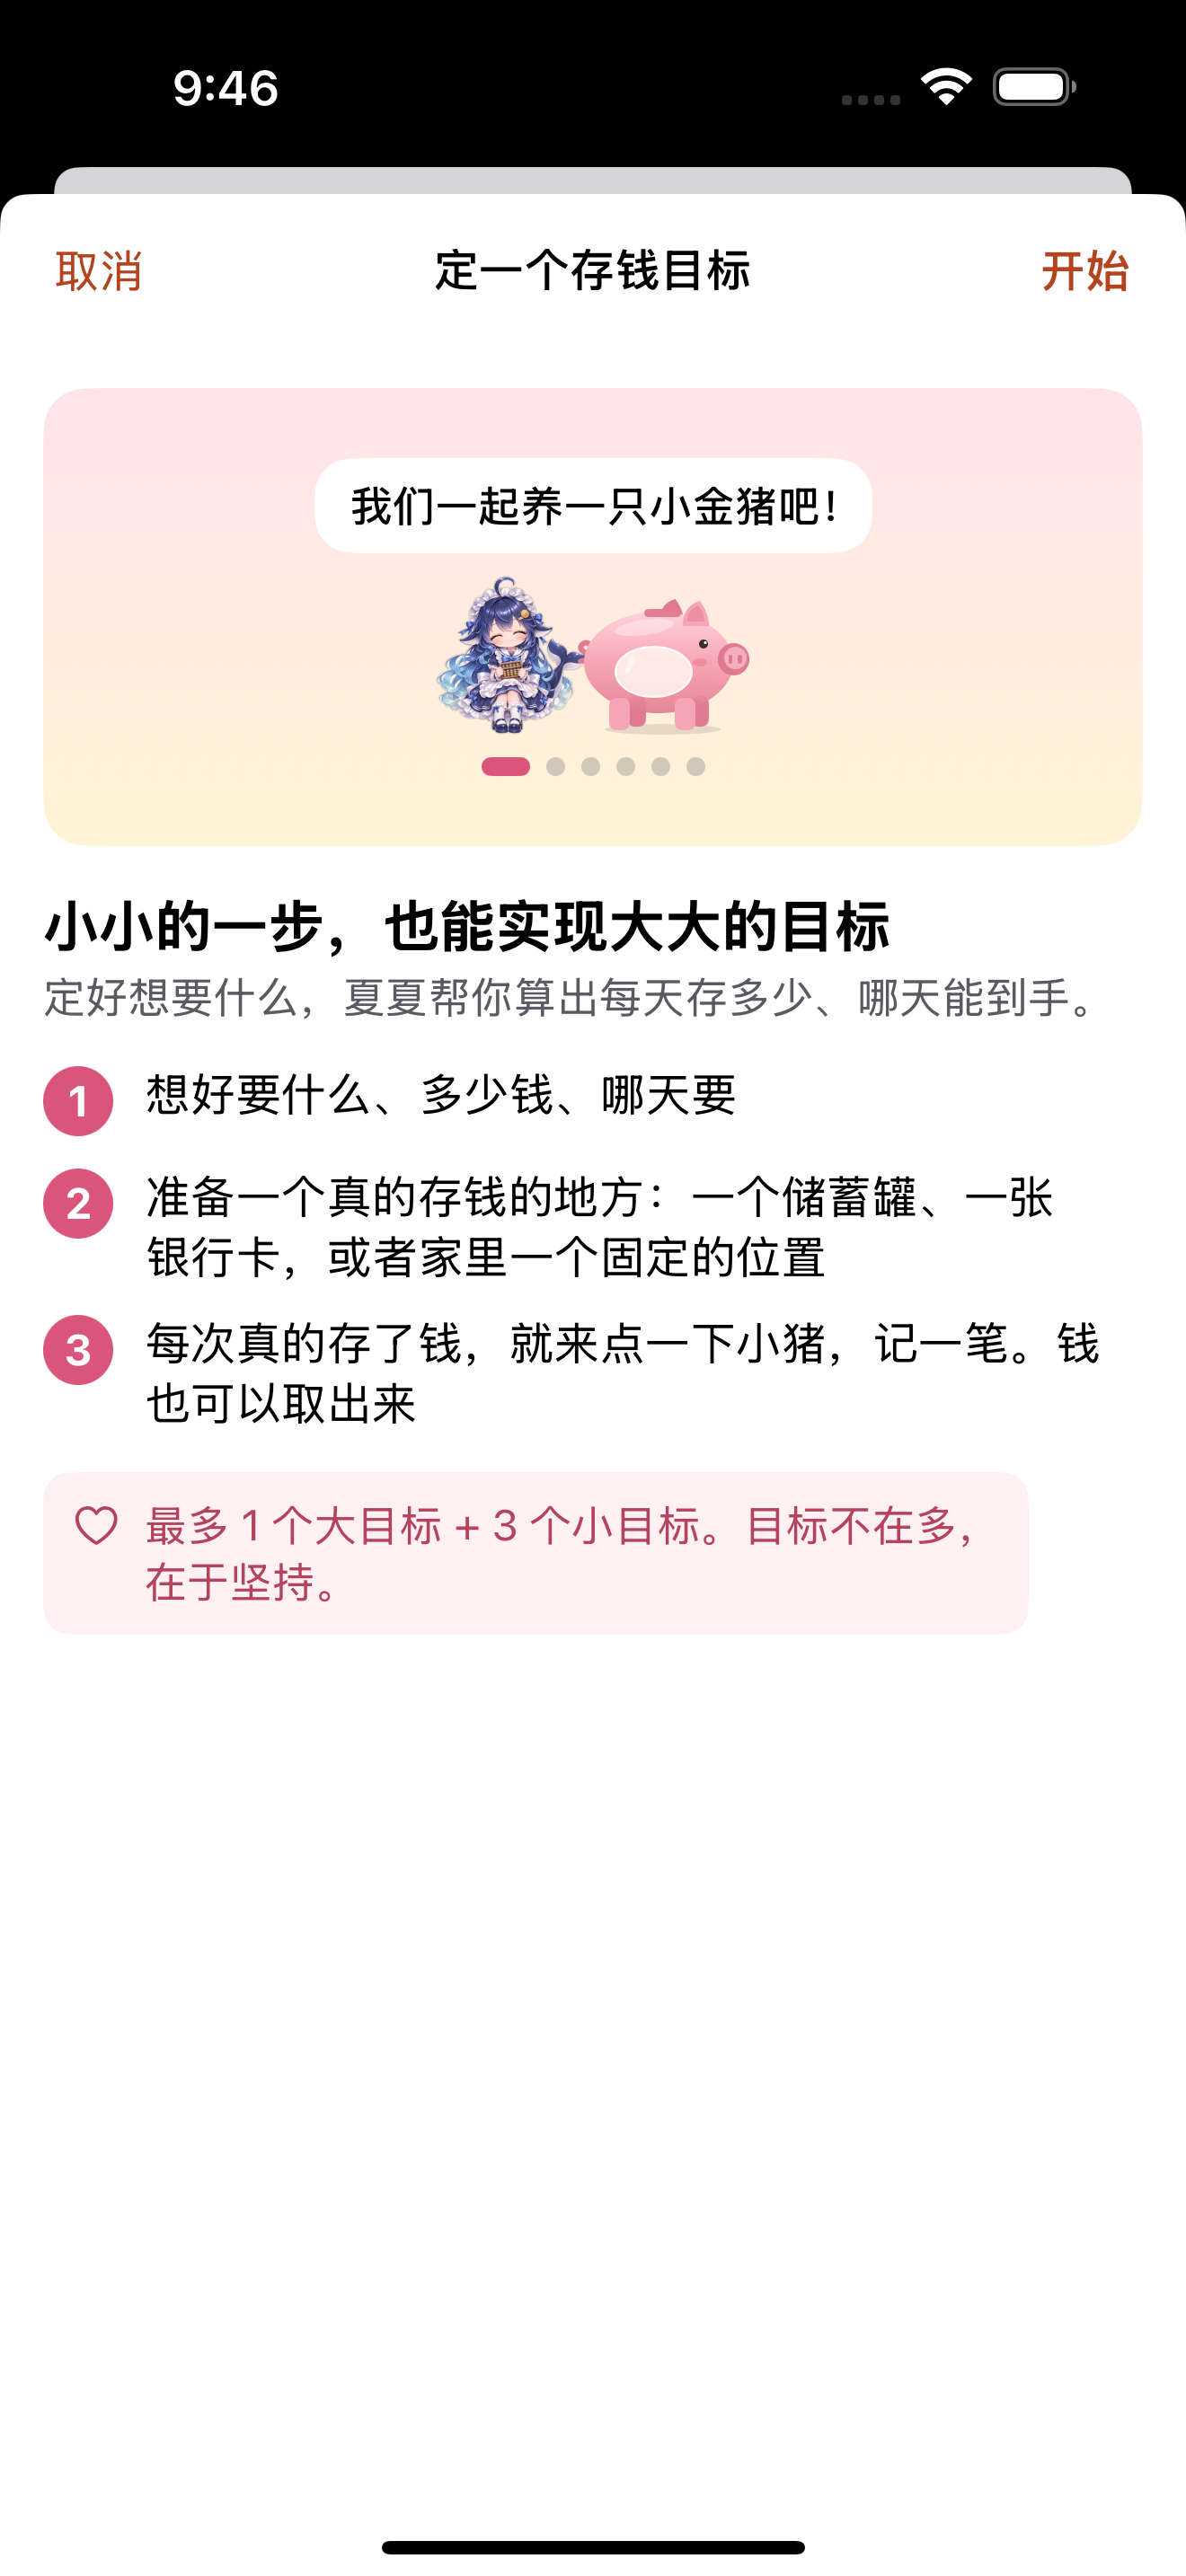 9:46
取消
定一个存钱目标
开始
我们一起养一只小金猪吧！
小小的一步，也能实现大大的目标
定好想要什么，夏夏帮你算出每天存多少、哪天能到手。
1
想好要什么、多少钱、哪天要
2
准备一个真的存钱的地方：一个储蓄罐、一张
银行卡，或者家里一个固定的位置
3
每次真的存了钱，就来点一下小猪，记一笔。钱
也可以取出来
最多 1 个大目标 + 3 个小目标。目标不在多，
在于坚持。